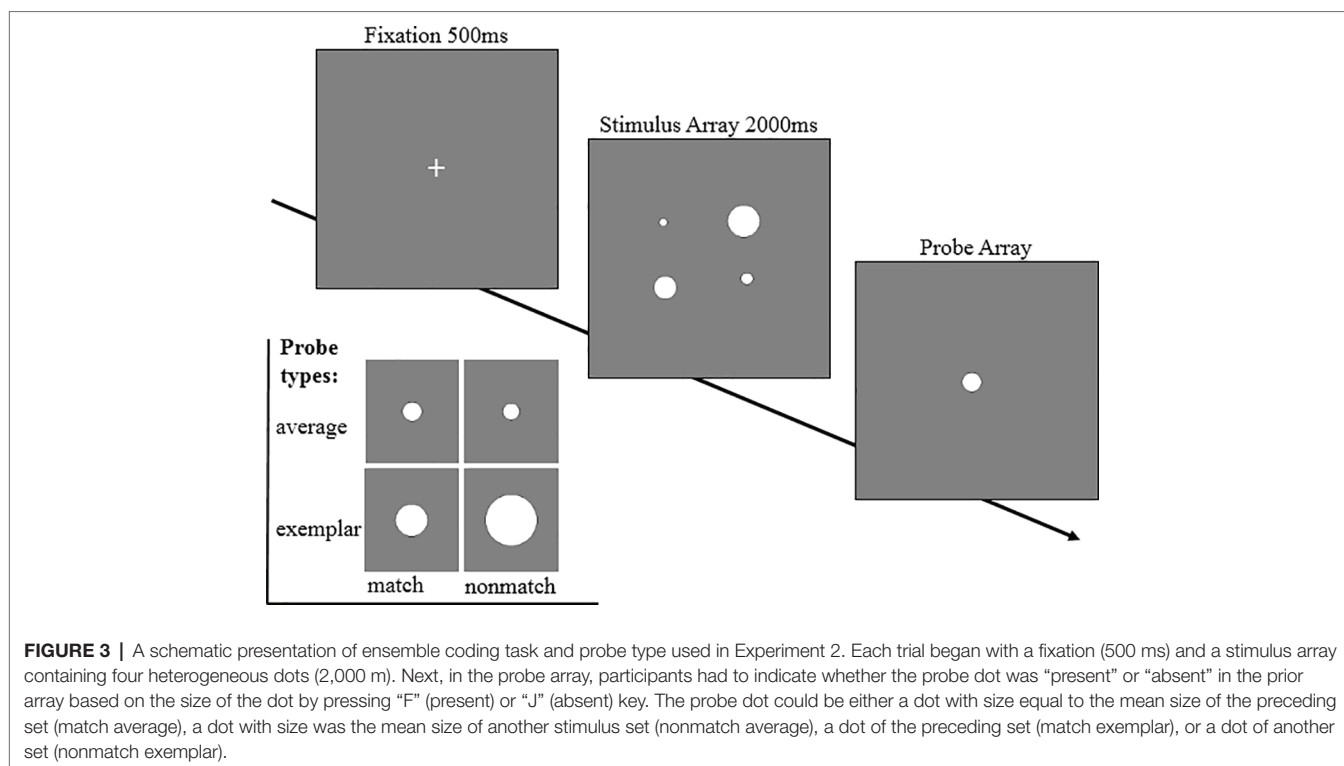 Fixation 500ms
Stimulus Array 2000ms
Probe Array
Probe
types:
average
exemplar
match nonmatch
FIGURE 3 | A schematic presentation of ensemble coding task and probe type used in Experiment 2. Each trial began with a fixation (500 ms) and a stimulus array
containing four heterogeneous dots (2,000 m). Next, in the probe array, participants had to indicate whether the probe dot was “present” or “absent” in the prior
array based on the size of the dot by pressing “F” (present) or “J” (absent) key. The probe dot could be either a dot with size equal to the mean size of the preceding
set (match average), a dot with size was the mean size of another stimulus set (nonmatch average), a dot of the preceding set (match exemplar), or a dot of another
set (nonmatch exemplar).